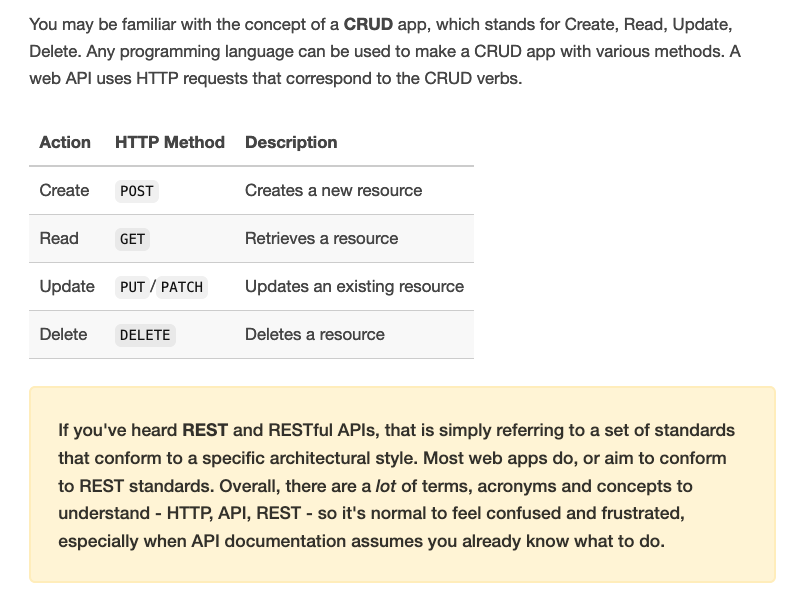 You may be familiar with the concept of a CRUD app, which stands for Create, Read, Update,
Delete. Any programming language can be used to make a CRUD app with various methods. A
web API uses HTTP requests that correspond to the CRUD verbs.
Action HTTP Method Description
Create POST Creates a new resource
Read GET Retrieves a resource
Update PUT / PATCH Updates an existing resource
Delete DELETE Deletes a resource
If you've heard REST and RESTful APIs, that is simply referring to a set of standards
that conform to a specific architectural style. Most web apps do, or aim to conform
to REST standards. Overall, there are a lot of terms, acronyms and concepts to
understand - HTTP, API, REST - so it's normal to feel confused and frustrated,
especially when API documentation assumes you already know what to do.